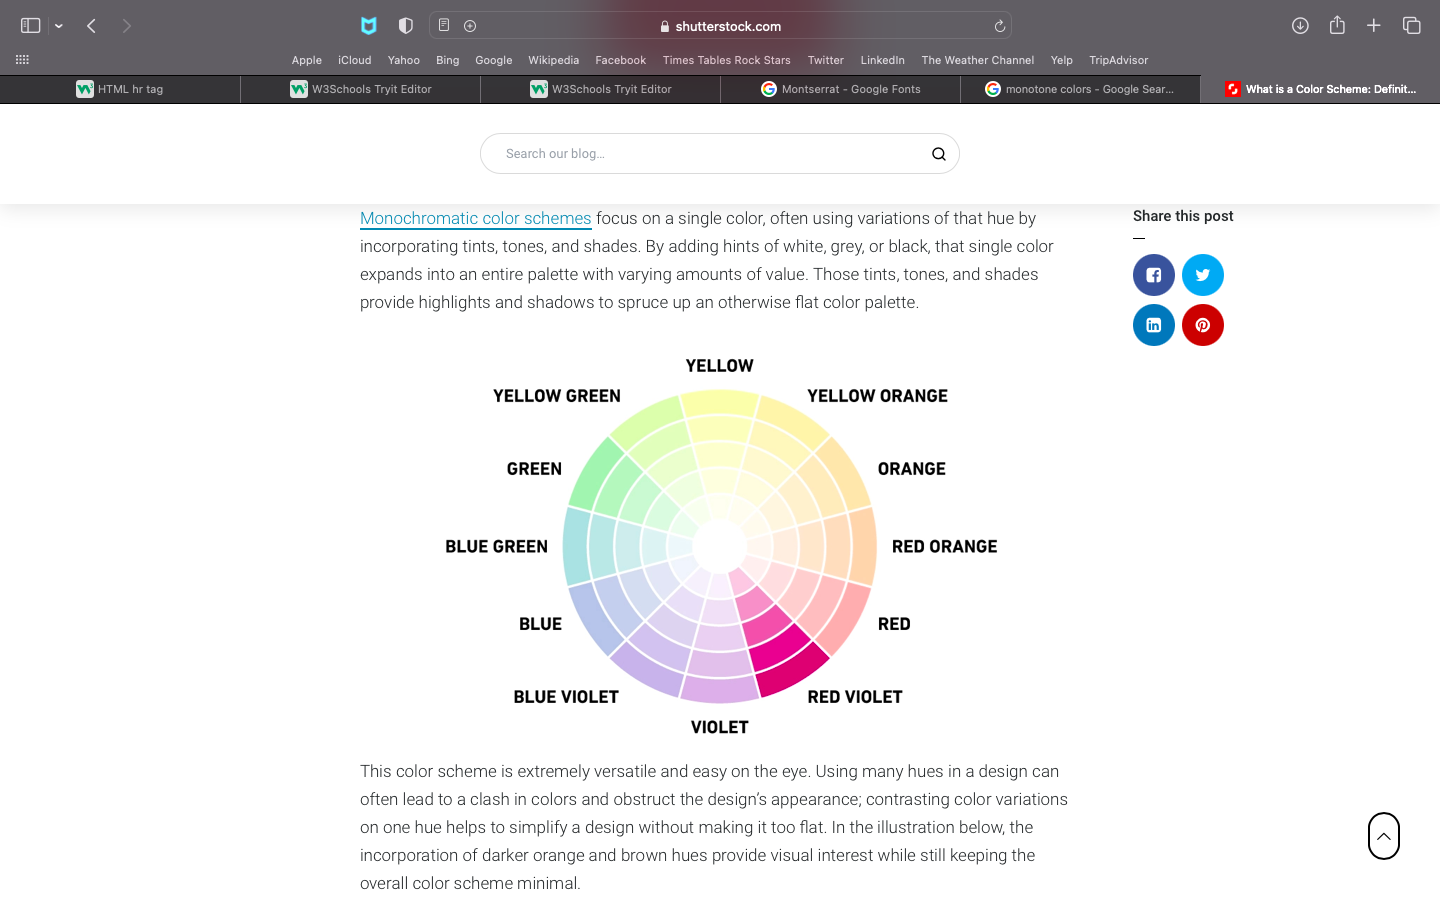 shutterstock.com
Apple iCloud Yahoo Bing Google Wikipedia Facebook Times Tables Rock Stars Twitter LinkedIn The Weather Channel Yelp TripAdvisor
HTML hr tag W3Schools Tryit Editor W3Schools Tryit Editor Montserrat - Google Fonts monotone colors - Google Sear... What is a Color Scheme: Definit...
Search our blog...
Monochromatic color schemes focus on a single color, often using variations of that hue by
incorporating tints, tones, and shades. By adding hints of white, grey, or black, that single color
expands into an entire palette with varying amounts of value. Those tints, tones, and shades
provide highlights and shadows to spruce up an otherwise flat color palette.
Share this post
YELLOW
YELLOW GREEN
YELLOW ORANGE
GREEN
ORANGE
BLUE GREEN
RED ORANGE
BLUE
RED
BLUE VIOLET
RED VIOLET
VIOLET
This color scheme is extremely versatile and easy on the eye. Using many hues in a design can
often lead to a clash in colors and obstruct the design's appearance; contrasting color variations
on one hue helps to simplify a design without making it too flat. In the illustration below, the
incorporation of darker orange and brown hues provide visual interest while still keeping the
overall color scheme minimal.